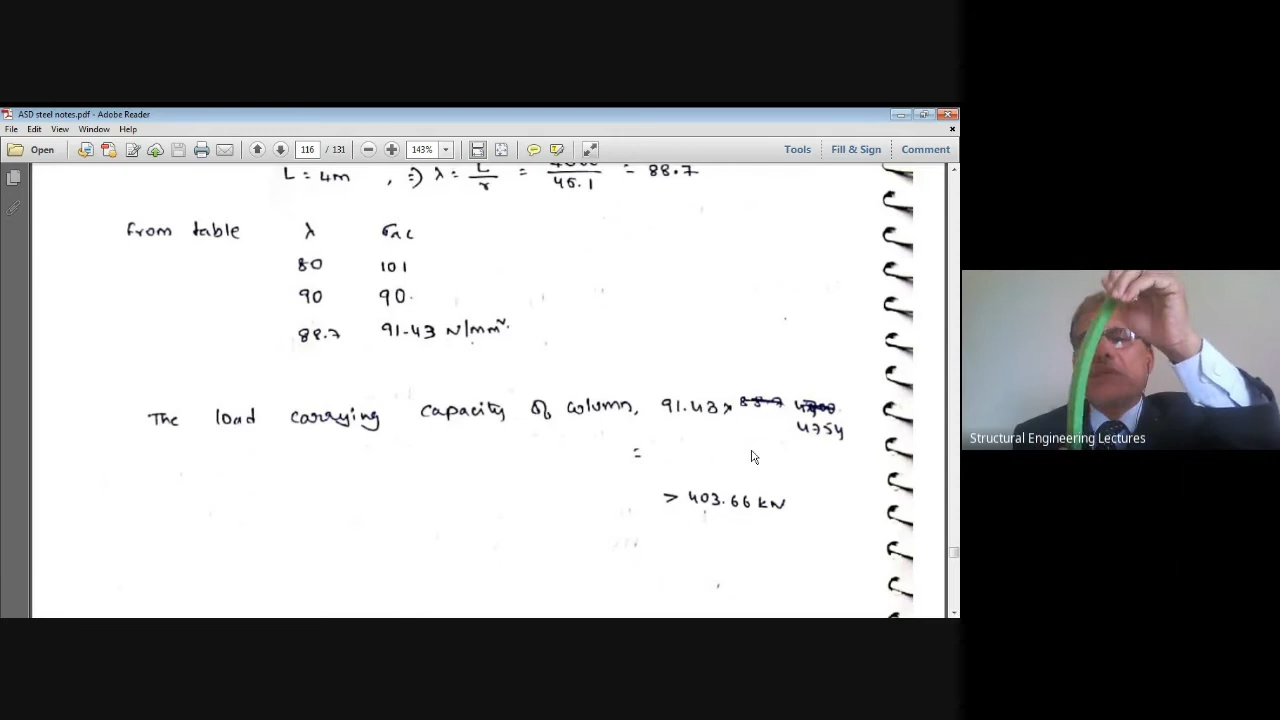 ASD steel notes.pdf - Adobe Reader
File Edit View Window Help
Open 116 / 131 143% Tools Fill & Sign Comment
L = 4m , ⇒ λ = L/r = /45.1 = 88.7
from table λ σac
80 101
90 90.
88.7 91.43 N/mm²
The load carrying capacity of column, 91.43 ×
4754
=
> 403.66 kN
Structural Engineering Lectures